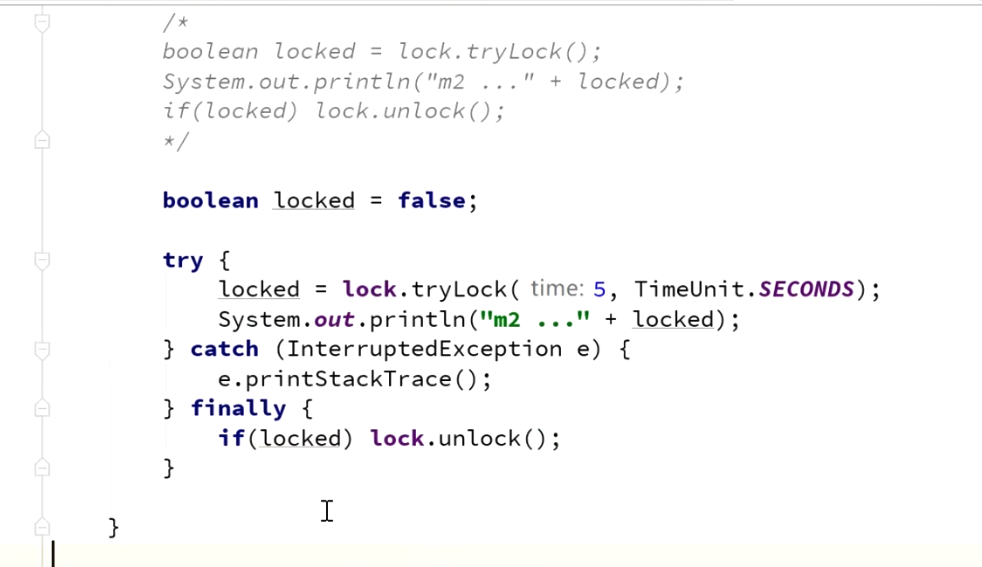 /*
boolean locked = lock.tryLock();
System.out.println("m2 ..." + locked);
if(locked) lock.unlock();
*/
boolean locked = false;
try {
locked = lock.tryLock( time: 5, TimeUnit.SECONDS);
System.out.println("m2 ..." + locked);
} catch (InterruptedException e) {
e.printStackTrace();
} finally {
if(locked) lock.unlock();
}
}